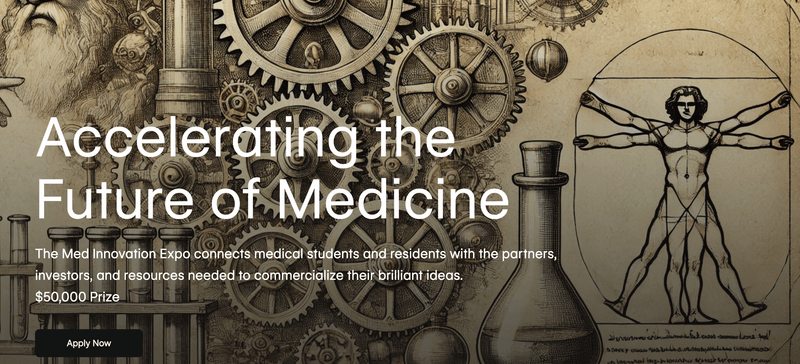 Accelerating the
Future of Medicine
The Med Innovation Expo connects medical students and residents with the partners,
investors, and resources needed to commercialize their brilliant ideas.
$50,000 Prize
Apply Now